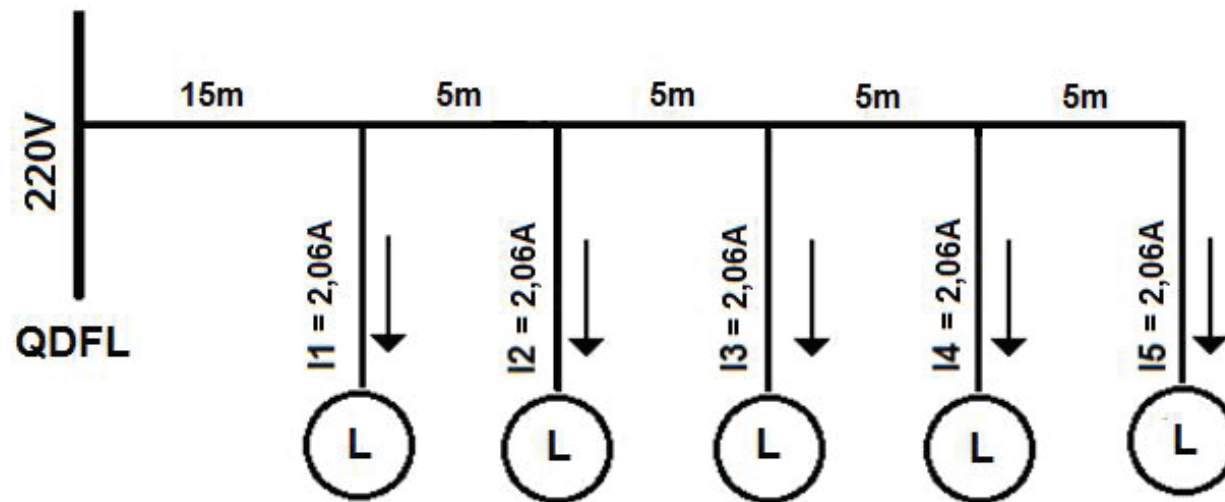 15m
5m
5m
5m
5m
220V
I1 = 2,06A
I2 = 2,06A
I3 = 2,06A
I4 = 2,06A
I5 = 2,06A
QDFL
L
L
L
L
L